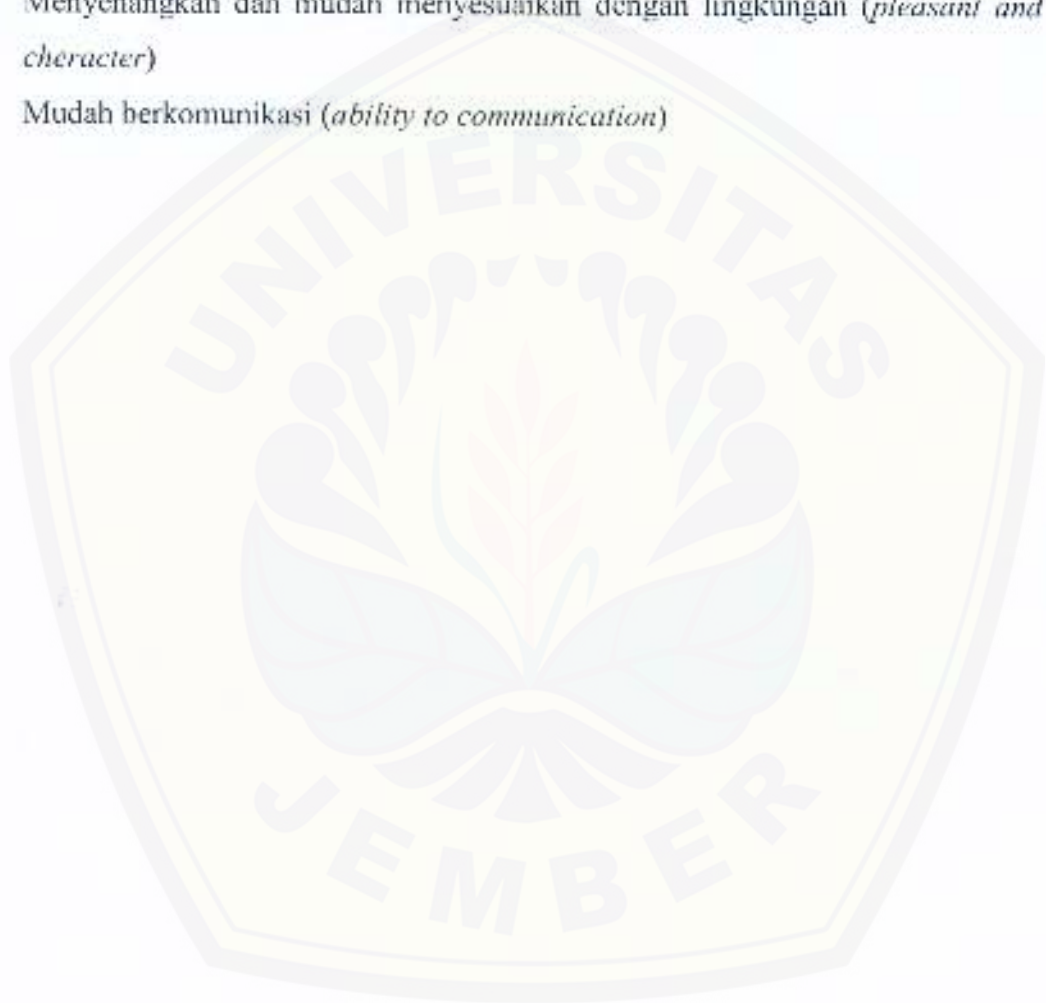 Menyenangkan dan mudah menyesuaikan dengan lingkungan (pleasant and
cheracter)
Mudah berkomunikasi (ability to communication)
UNIVERSITAS
JEMBER